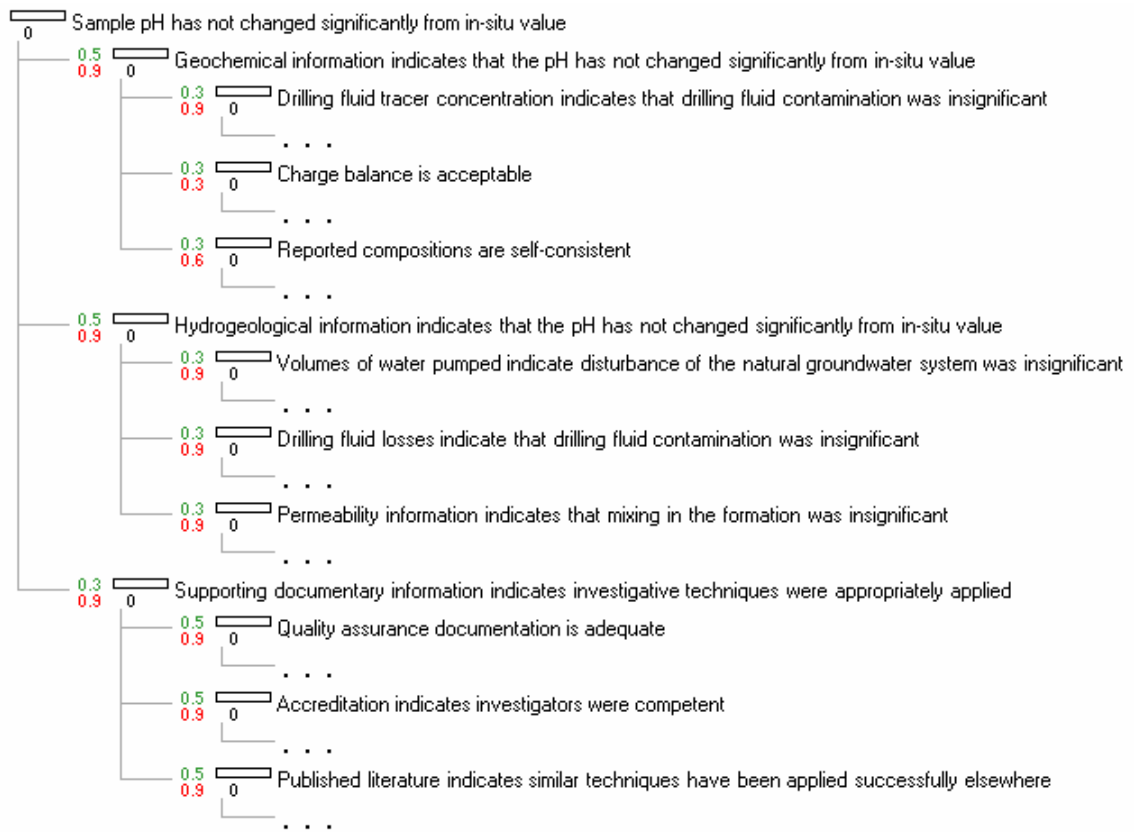 Sample pH has not changed significantly from in-situ value
0
0.5 Geochemical information indicates that the pH has not changed significantly from in-situ value
0.9 0
0.3 Drilling fluid tracer concentration indicates that drilling fluid contamination was insignificant
0.9 0
. . .
0.3 Charge balance is acceptable
0.3 0
. . .
0.3 Reported compositions are self-consistent
0.6 0
. . .
0.5 Hydrogeological information indicates that the pH has not changed significantly from in-situ value
0.9 0
0.3 Volumes of water pumped indicate disturbance of the natural groundwater system was insignificant
0.9 0
. . .
0.3 Drilling fluid losses indicate that drilling fluid contamination was insignificant
0.9 0
. . .
0.3 Permeability information indicates that mixing in the formation was insignificant
0.9 0
. . .
0.3 Supporting documentary information indicates investigative techniques were appropriately applied
0.9 0
0.5 Quality assurance documentation is adequate
0.9 0
. . .
0.5 Accreditation indicates investigators were competent
0.9 0
. . .
0.5 Published literature indicates similar techniques have been applied successfully elsewhere
0.9 0
. . .